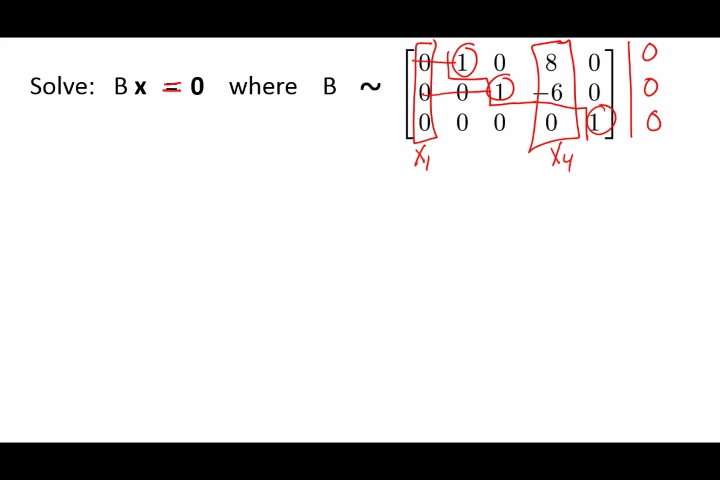 Solve: B x = 0 where B ~ [0 1 0 8 0 | 0
0 0 1 −6 0 | 0
0 0 0 0 1] | 0
x₁ x₄